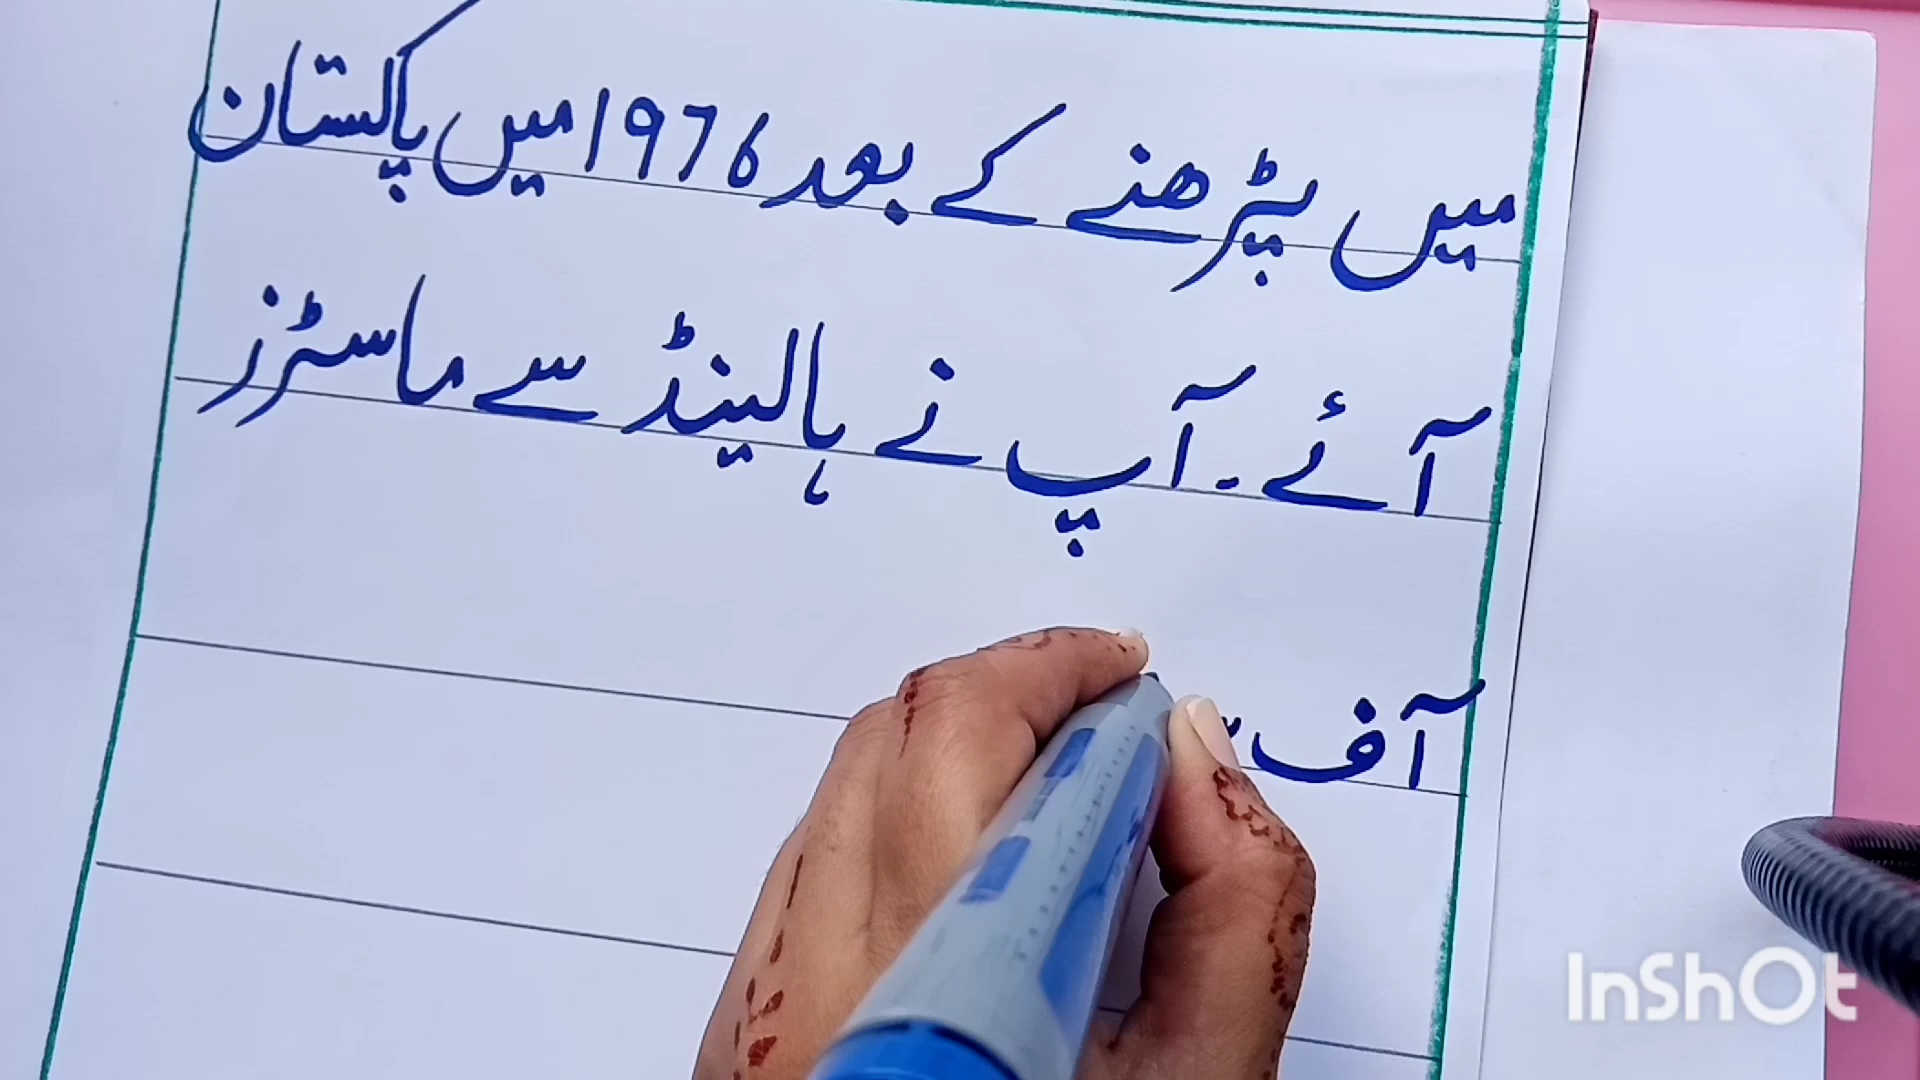 میں پڑھنے کے بعد 1976 میں پاکستان
آئے۔ آپ نے ہالینڈ سے ماسٹرز
آف
InShOt